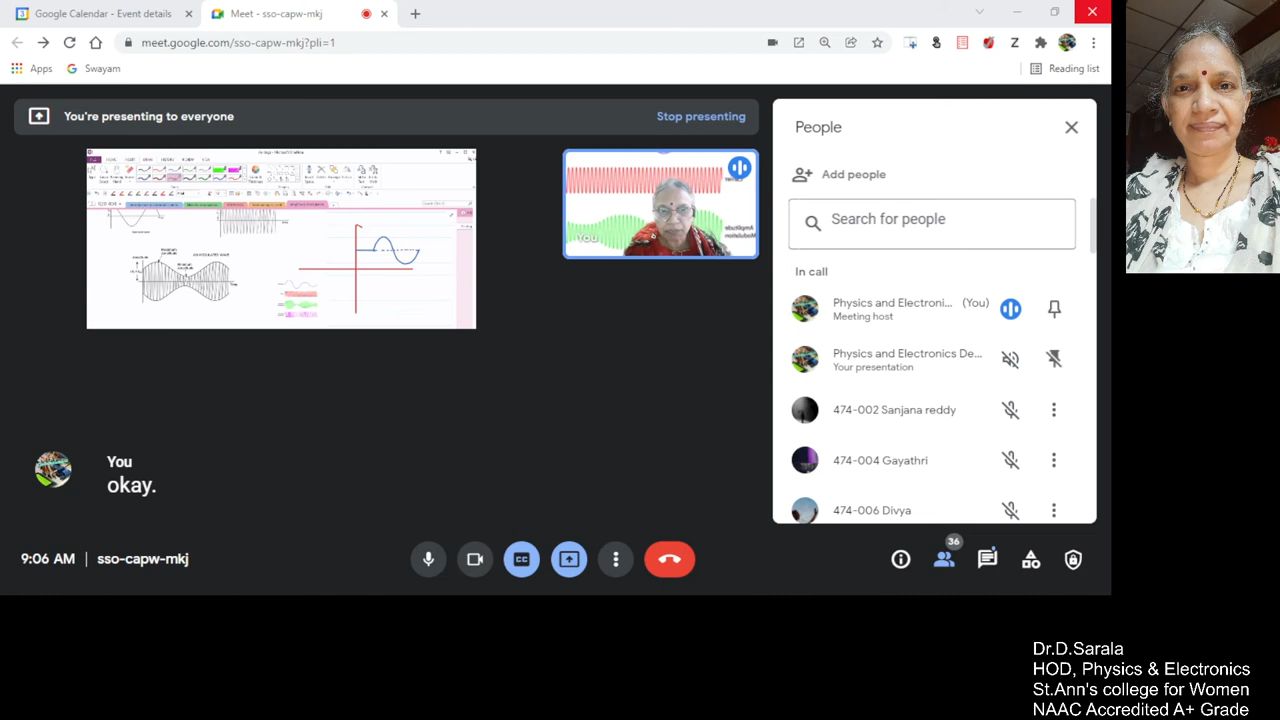 Google Calendar - Event details
Meet - sso-capw-mkj
meet.google.com/sso-capw-mkj?pli=1
Apps
Swayam
Reading list
You're presenting to everyone
Stop presenting
YOU
Amplitude
Modulation
People
Add people
Search for people
In call
Physics and Electroni... (You)
Meeting host
Physics and Electronics De...
Your presentation
474-002 Sanjana reddy
474-004 Gayathri
474-006 Divya
You
okay.
9:06 AM | sso-capw-mkj
CC
36
Dr.D.Sarala
HOD, Physics & Electronics
St.Ann's college for Women
NAAC Accredited A+ Grade